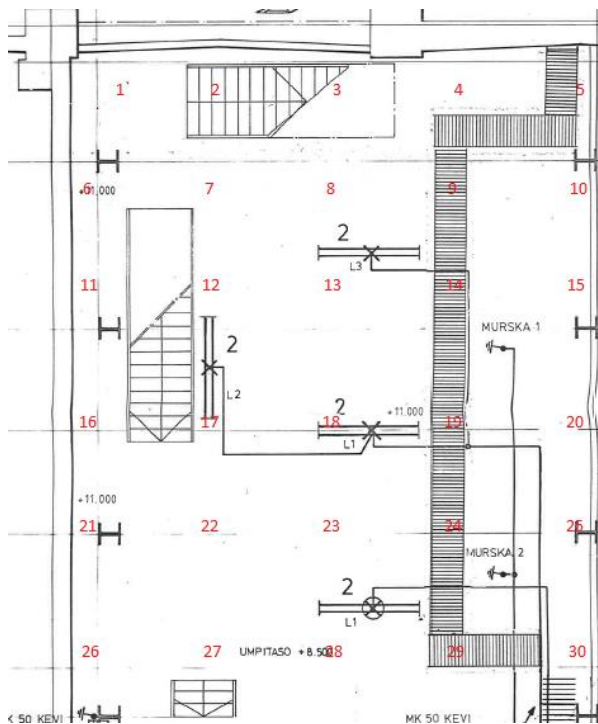 1 2 3 4 5
6 7 8 9 10
+11.000
2
L3
11 12 13 14 15
MURSKA 1
2
L2
2
+11.000
16 17 18 19 20
L1
+11.000
21 22 23 24 25
MURSKA 2
2
L1
UMPITASO +8.500
26 27 28 29 30
K 50 KEVI
MK 50 KEVI